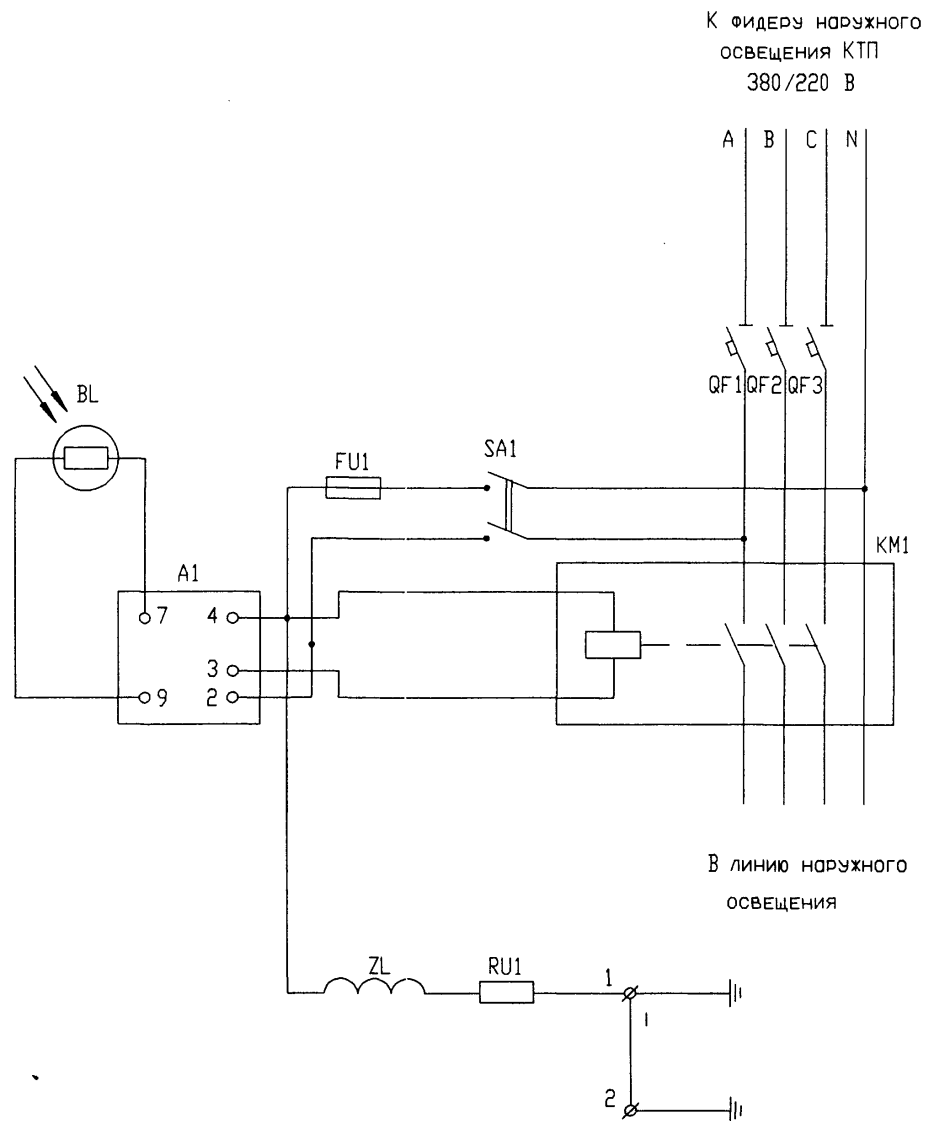 К ФИДЕРУ НАРУЖНОГО
ОСВЕЩЕНИЯ КТП
380/220 В
A B C N
QF1 QF2 QF3
BL
FU1
SA1
KM1
A1
7 4
3
9 2
В ЛИНИЮ НАРУЖНОГО
ОСВЕЩЕНИЯ
ZL
RU1
1
2